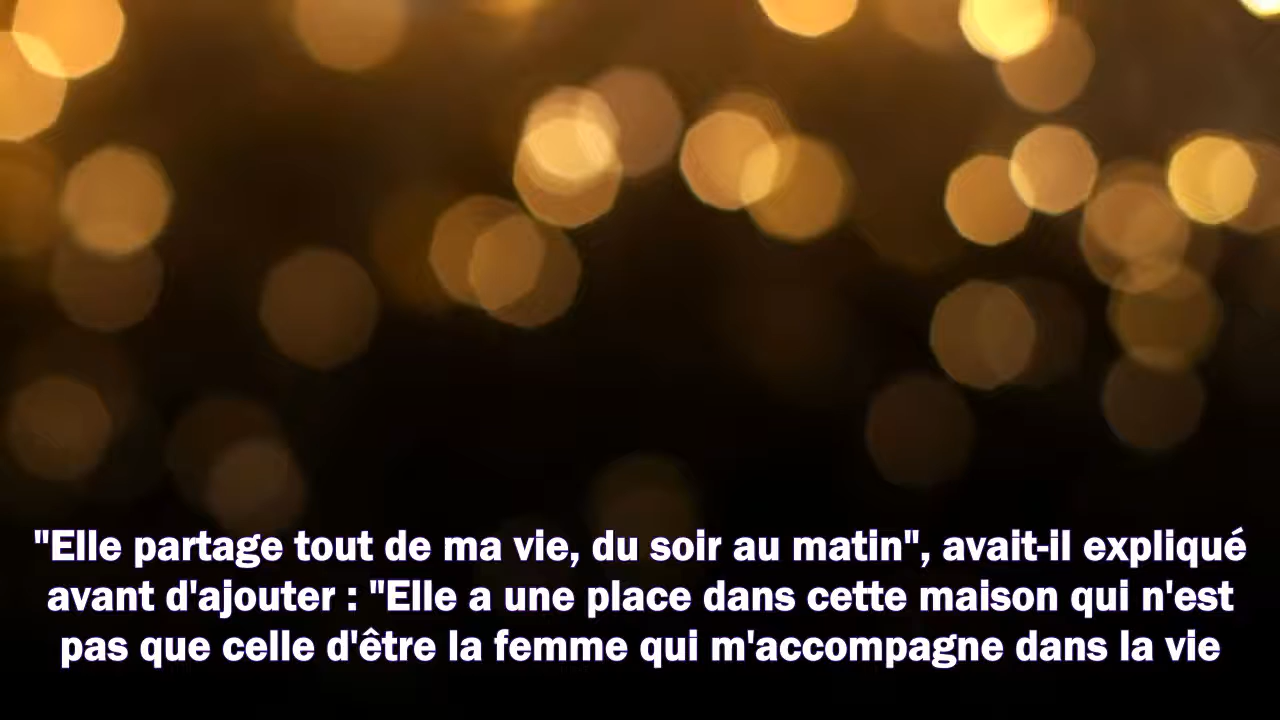 "Elle partage tout de ma vie, du soir au matin", avait-il expliqué
avant d'ajouter : "Elle a une place dans cette maison qui n'est
pas que celle d'être la femme qui m'accompagne dans la vie